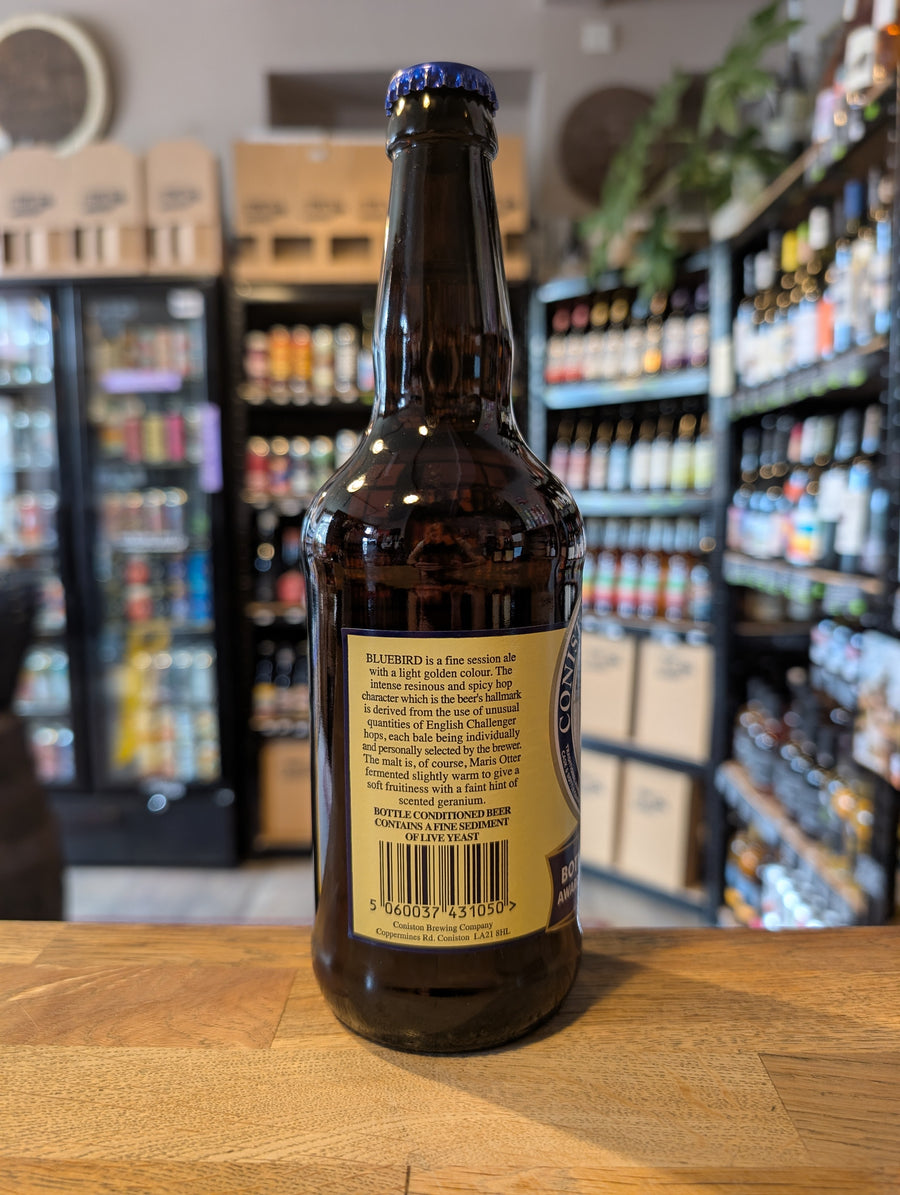 BLUEBIRD is a fine session ale
with a light golden colour. The
intense resinous and spicy hop
character which is the beer's hallmark
is derived from the use of unusual
quantities of English Challenger
hops, each bale being individually
and personally selected by the brewer.
The malt is, of course, Maris Otter
fermented slightly warm to give a
soft fruitiness with a faint hint of
scented geranium.
BOTTLE CONDITIONED BEER
CONTAINS A FINE SEDIMENT
OF LIVE YEAST
5 060037 431050 >
Coniston Brewing Company
Coppermines Rd. Coniston LA21 8HL
CONIS
BOT
AWAR